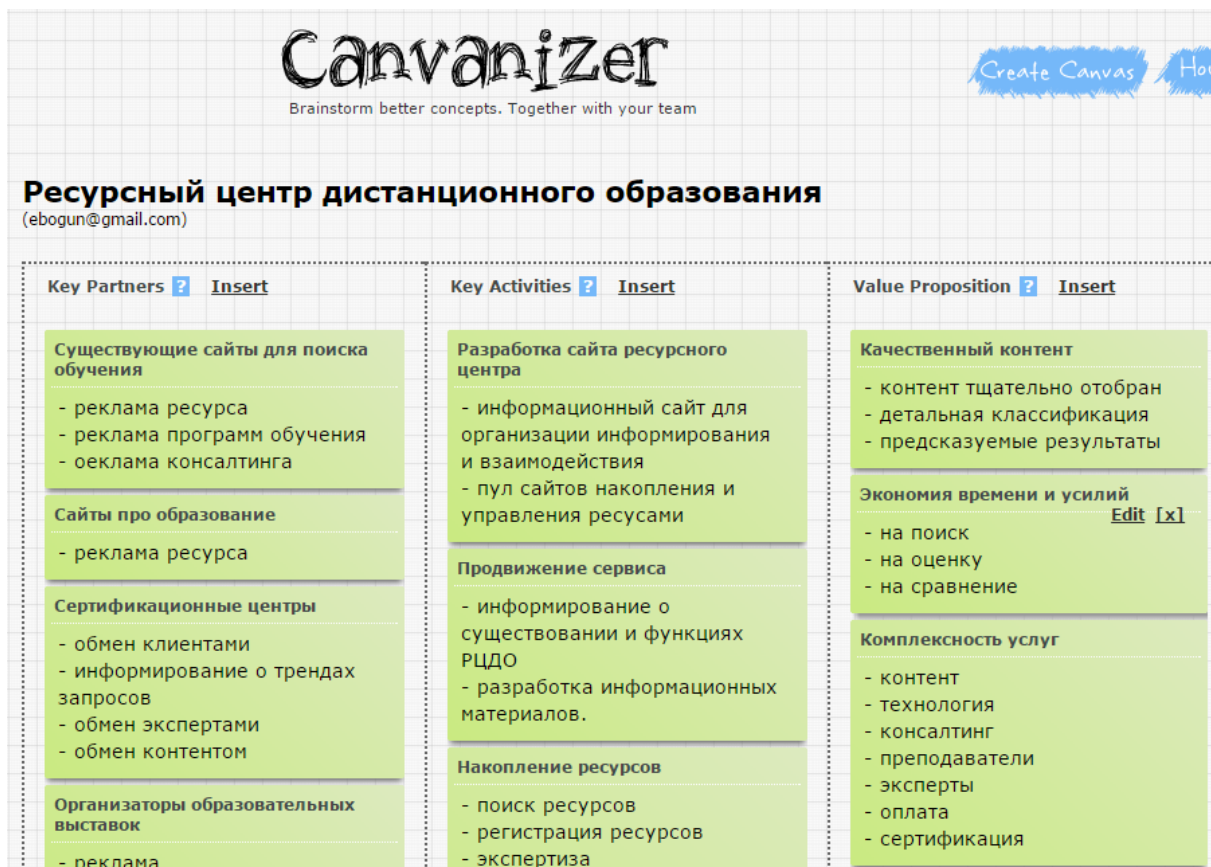 Canvanizer
Brainstorm better concepts. Together with your team
Create Canvas
Ресурсный центр дистанционного образования
(ebogun@gmail.com)
Key Partners ? Insert
Существующие сайты для поиска
обучения
- реклама ресурса
- реклама программ обучения
- оеклама консалтинга
Сайты про образование
- реклама ресурса
Сертификационные центры
- обмен клиентами
- информирование о трендах
запросов
- обмен экспертами
- обмен контентом
Организаторы образовательных
выставок
- реклама
Key Activities ? Insert
Разработка сайта ресурсного
центра
- информационный сайт для
организации информирования
и взаимодействия
- пул сайтов накопления и
управления ресусами
Продвижение сервиса
- информирование о
существовании и функциях
РЦДО
- разработка информационных
материалов.
Накопление ресурсов
- поиск ресурсов
- регистрация ресурсов
- экспертиза
Value Proposition ? Insert
Качественный контент
- контент тщательно отобран
- детальная классификация
- предсказуемые результаты
Экономия времени и усилий
Edit [x]
- на поиск
- на оценку
- на сравнение
Комплексность услуг
- контент
- технология
- консалтинг
- преподаватели
- эксперты
- оплата
- сертификация